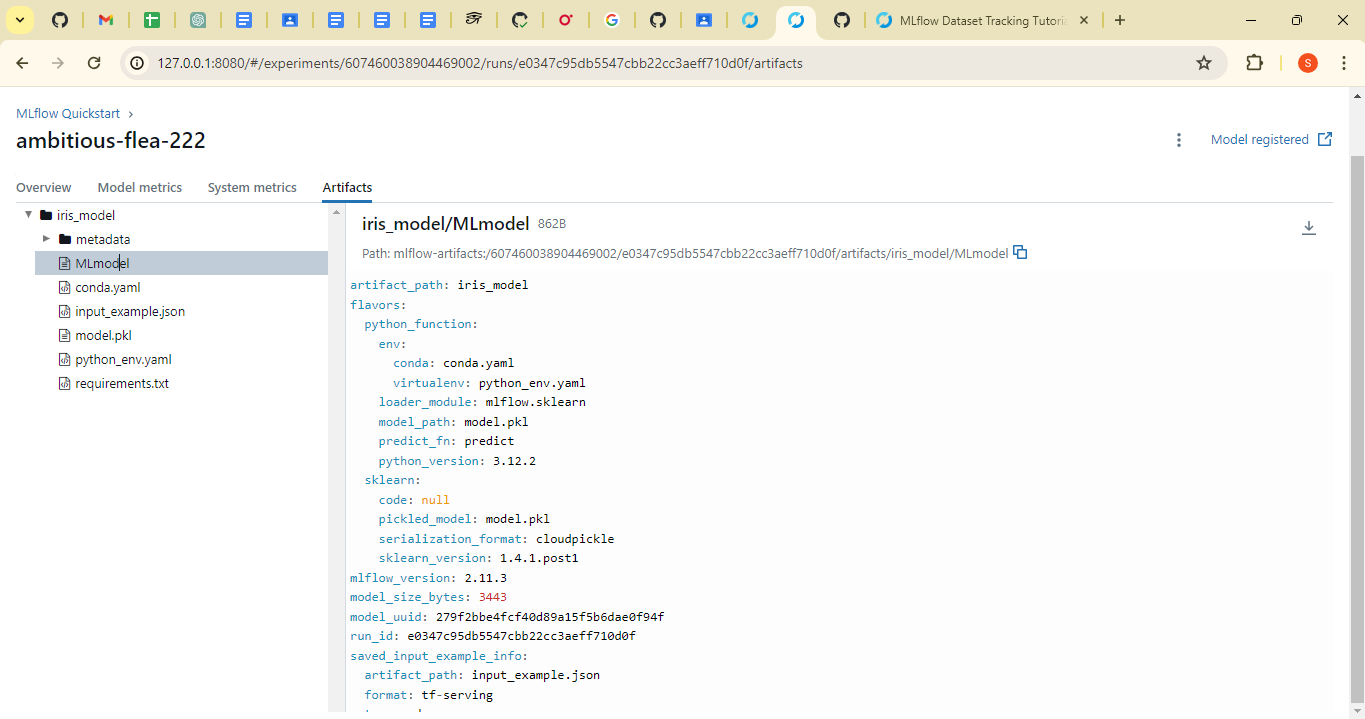 MLflow Dataset Tracking Tutoria
127.0.0.1:8080/#/experiments/607460038904469002/runs/e0347c95db5547cbb22cc3aeff710d0f/artifacts
S
MLflow Quickstart
ambitious-flea-222
Model registered
Overview Model metrics System metrics Artifacts
iris_model
metadata
MLmodel
conda.yaml
input_example.json
model.pkl
python_env.yaml
requirements.txt
iris_model/MLmodel 862B
Path: mlflow-artifacts:/607460038904469002/e0347c95db5547cbb22cc3aeff710d0f/artifacts/iris_model/MLmodel
artifact_path: iris_model
flavors:
python_function:
env:
conda: conda.yaml
virtualenv: python_env.yaml
loader_module: mlflow.sklearn
model_path: model.pkl
predict_fn: predict
python_version: 3.12.2
sklearn:
code: null
pickled_model: model.pkl
serialization_format: cloudpickle
sklearn_version: 1.4.1.post1
mlflow_version: 2.11.3
model_size_bytes: 3443
model_uuid: 279f2bbe4fcf40d89a15f5b6dae0f94f
run_id: e0347c95db5547cbb22cc3aeff710d0f
saved_input_example_info:
artifact_path: input_example.json
format: tf-serving